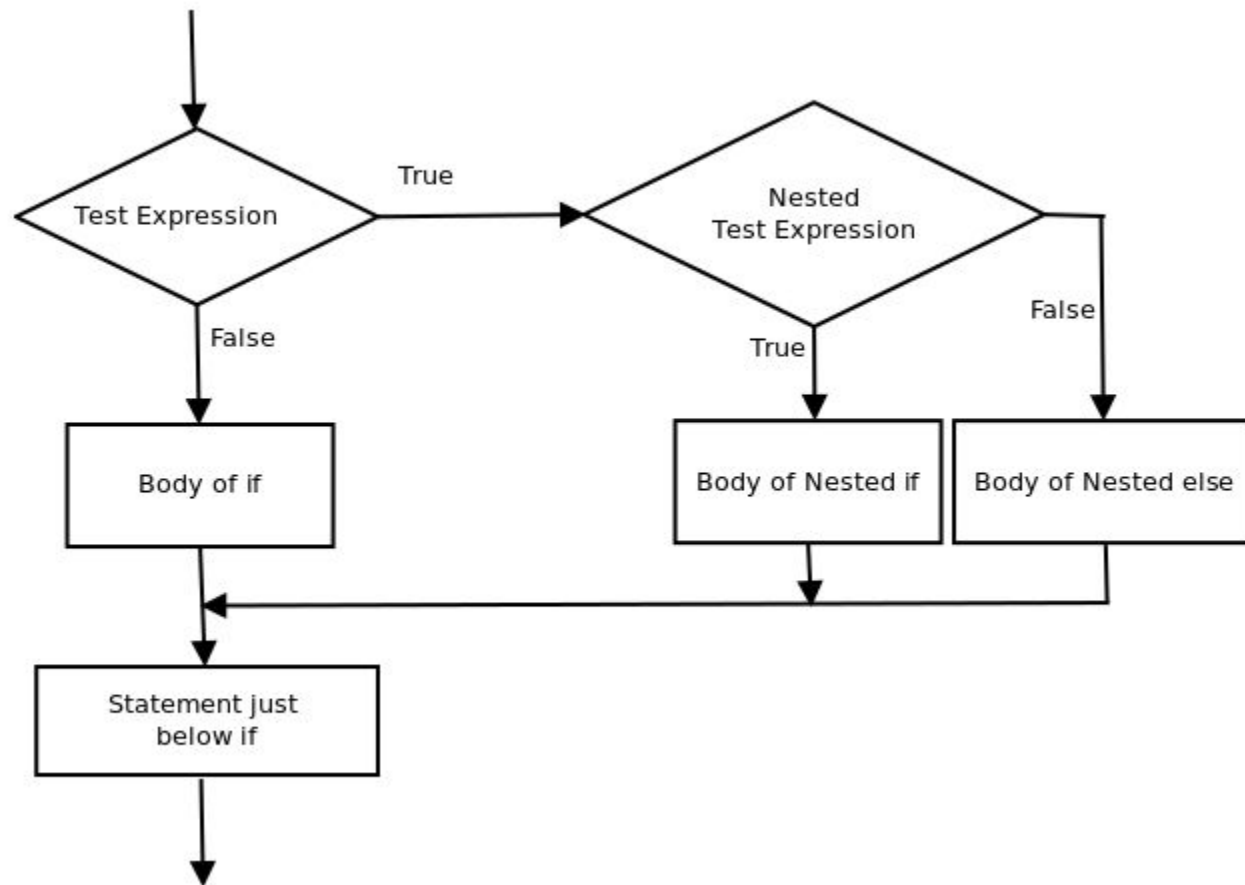 True
Test Expression
Nested
Test Expression
False
False
True
Body of if
Body of Nested if
Body of Nested else
Statement just
below if